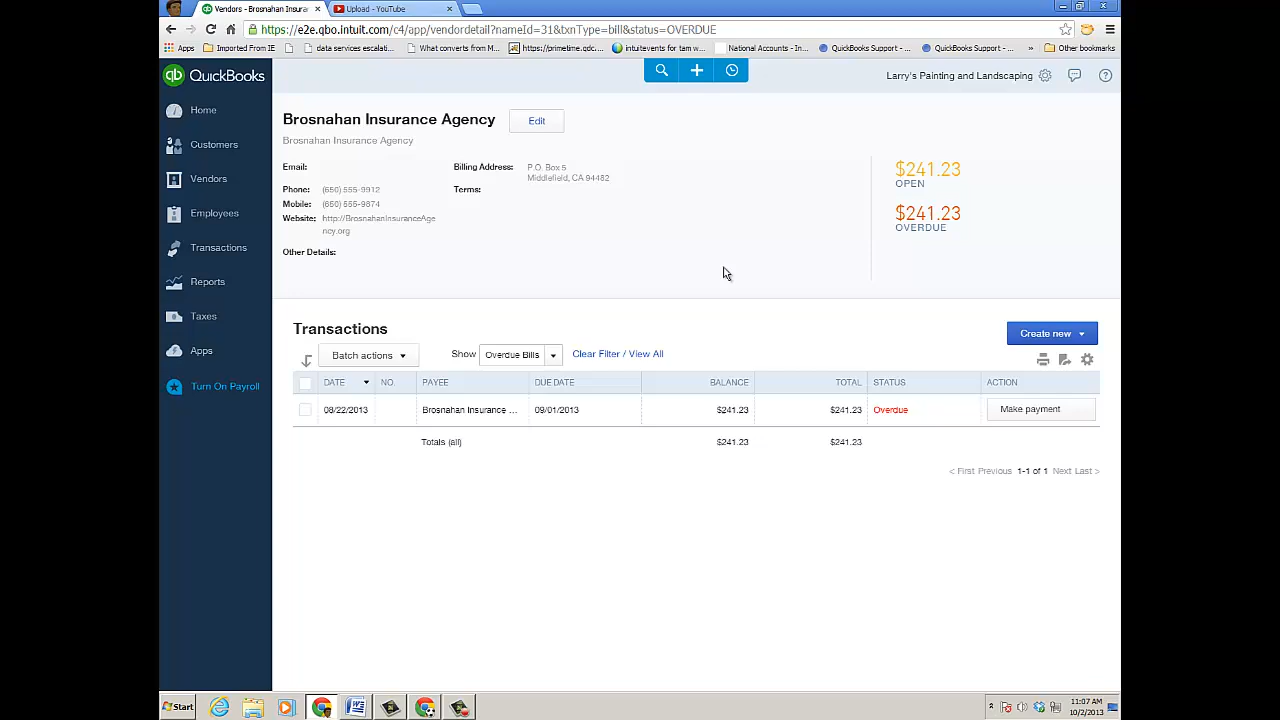 Vendors - Brosnahan Insurar
Upload - YouTube
https://e2e.qbo.intuit.com/c4/app/vendordetail?nameId=31&txnType=bill&status=OVERDUE
Apps
Imported From IE
data services escalati...
What converts from M...
https://primetime.qdc...
intuitevents for tam w...
National Accounts - In...
QuickBooks Support - ...
QuickBooks Support - ...
»
Other bookmarks
qb QuickBooks
Larry's Painting and Landscaping
Home
Customers
Vendors
Employees
Transactions
Reports
Taxes
Apps
Turn On Payroll
Brosnahan Insurance Agency
Edit
Brosnahan Insurance Agency
Email:
Phone: (650) 555-9912
Mobile: (650) 555-9874
Website: http://BrosnahanInsuranceAge
ncy.org
Other Details:
Billing Address: P.O. Box 5
Middlefield, CA 94482
Terms:
$241.23
OPEN
$241.23
OVERDUE
Transactions
Create new
Batch actions
Show Overdue Bills Clear Filter / View All
DATE NO. PAYEE DUE DATE BALANCE TOTAL STATUS ACTION
08/22/2013 Brosnahan Insurance ... 09/01/2013 $241.23 $241.23 Overdue Make payment
Totals (all) $241.23 $241.23
< First Previous 1-1 of 1 Next Last >
Start
11:07 AM
10/2/2013